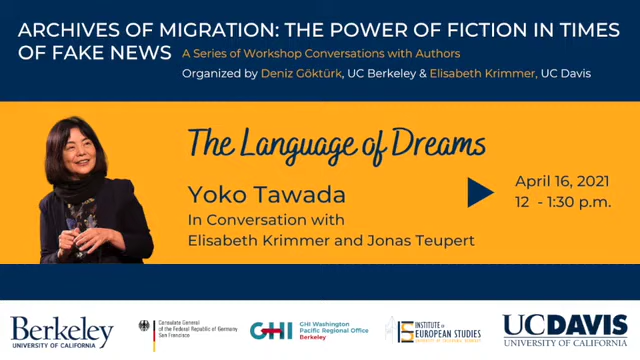 ARCHIVES OF MIGRATION: THE POWER OF FICTION IN TIMES
OF FAKE NEWS A Series of Workshop Conversations with Authors
Organized by Deniz Göktürk, UC Berkeley & Elisabeth Krimmer, UC Davis
The Language of Dreams
Yoko Tawada
In Conversation with
Elisabeth Krimmer and Jonas Teupert
April 16, 2021
12 - 1:30 p.m.
Berkeley
UNIVERSITY OF CALIFORNIA
Consulate General
of the Federal Republic of Germany
San Francisco
GHI
GHI Washington
Pacific Regional Office
Berkeley
INSTITUTE of
EUROPEAN STUDIES
UCDAVIS
UNIVERSITY OF CALIFORNIA